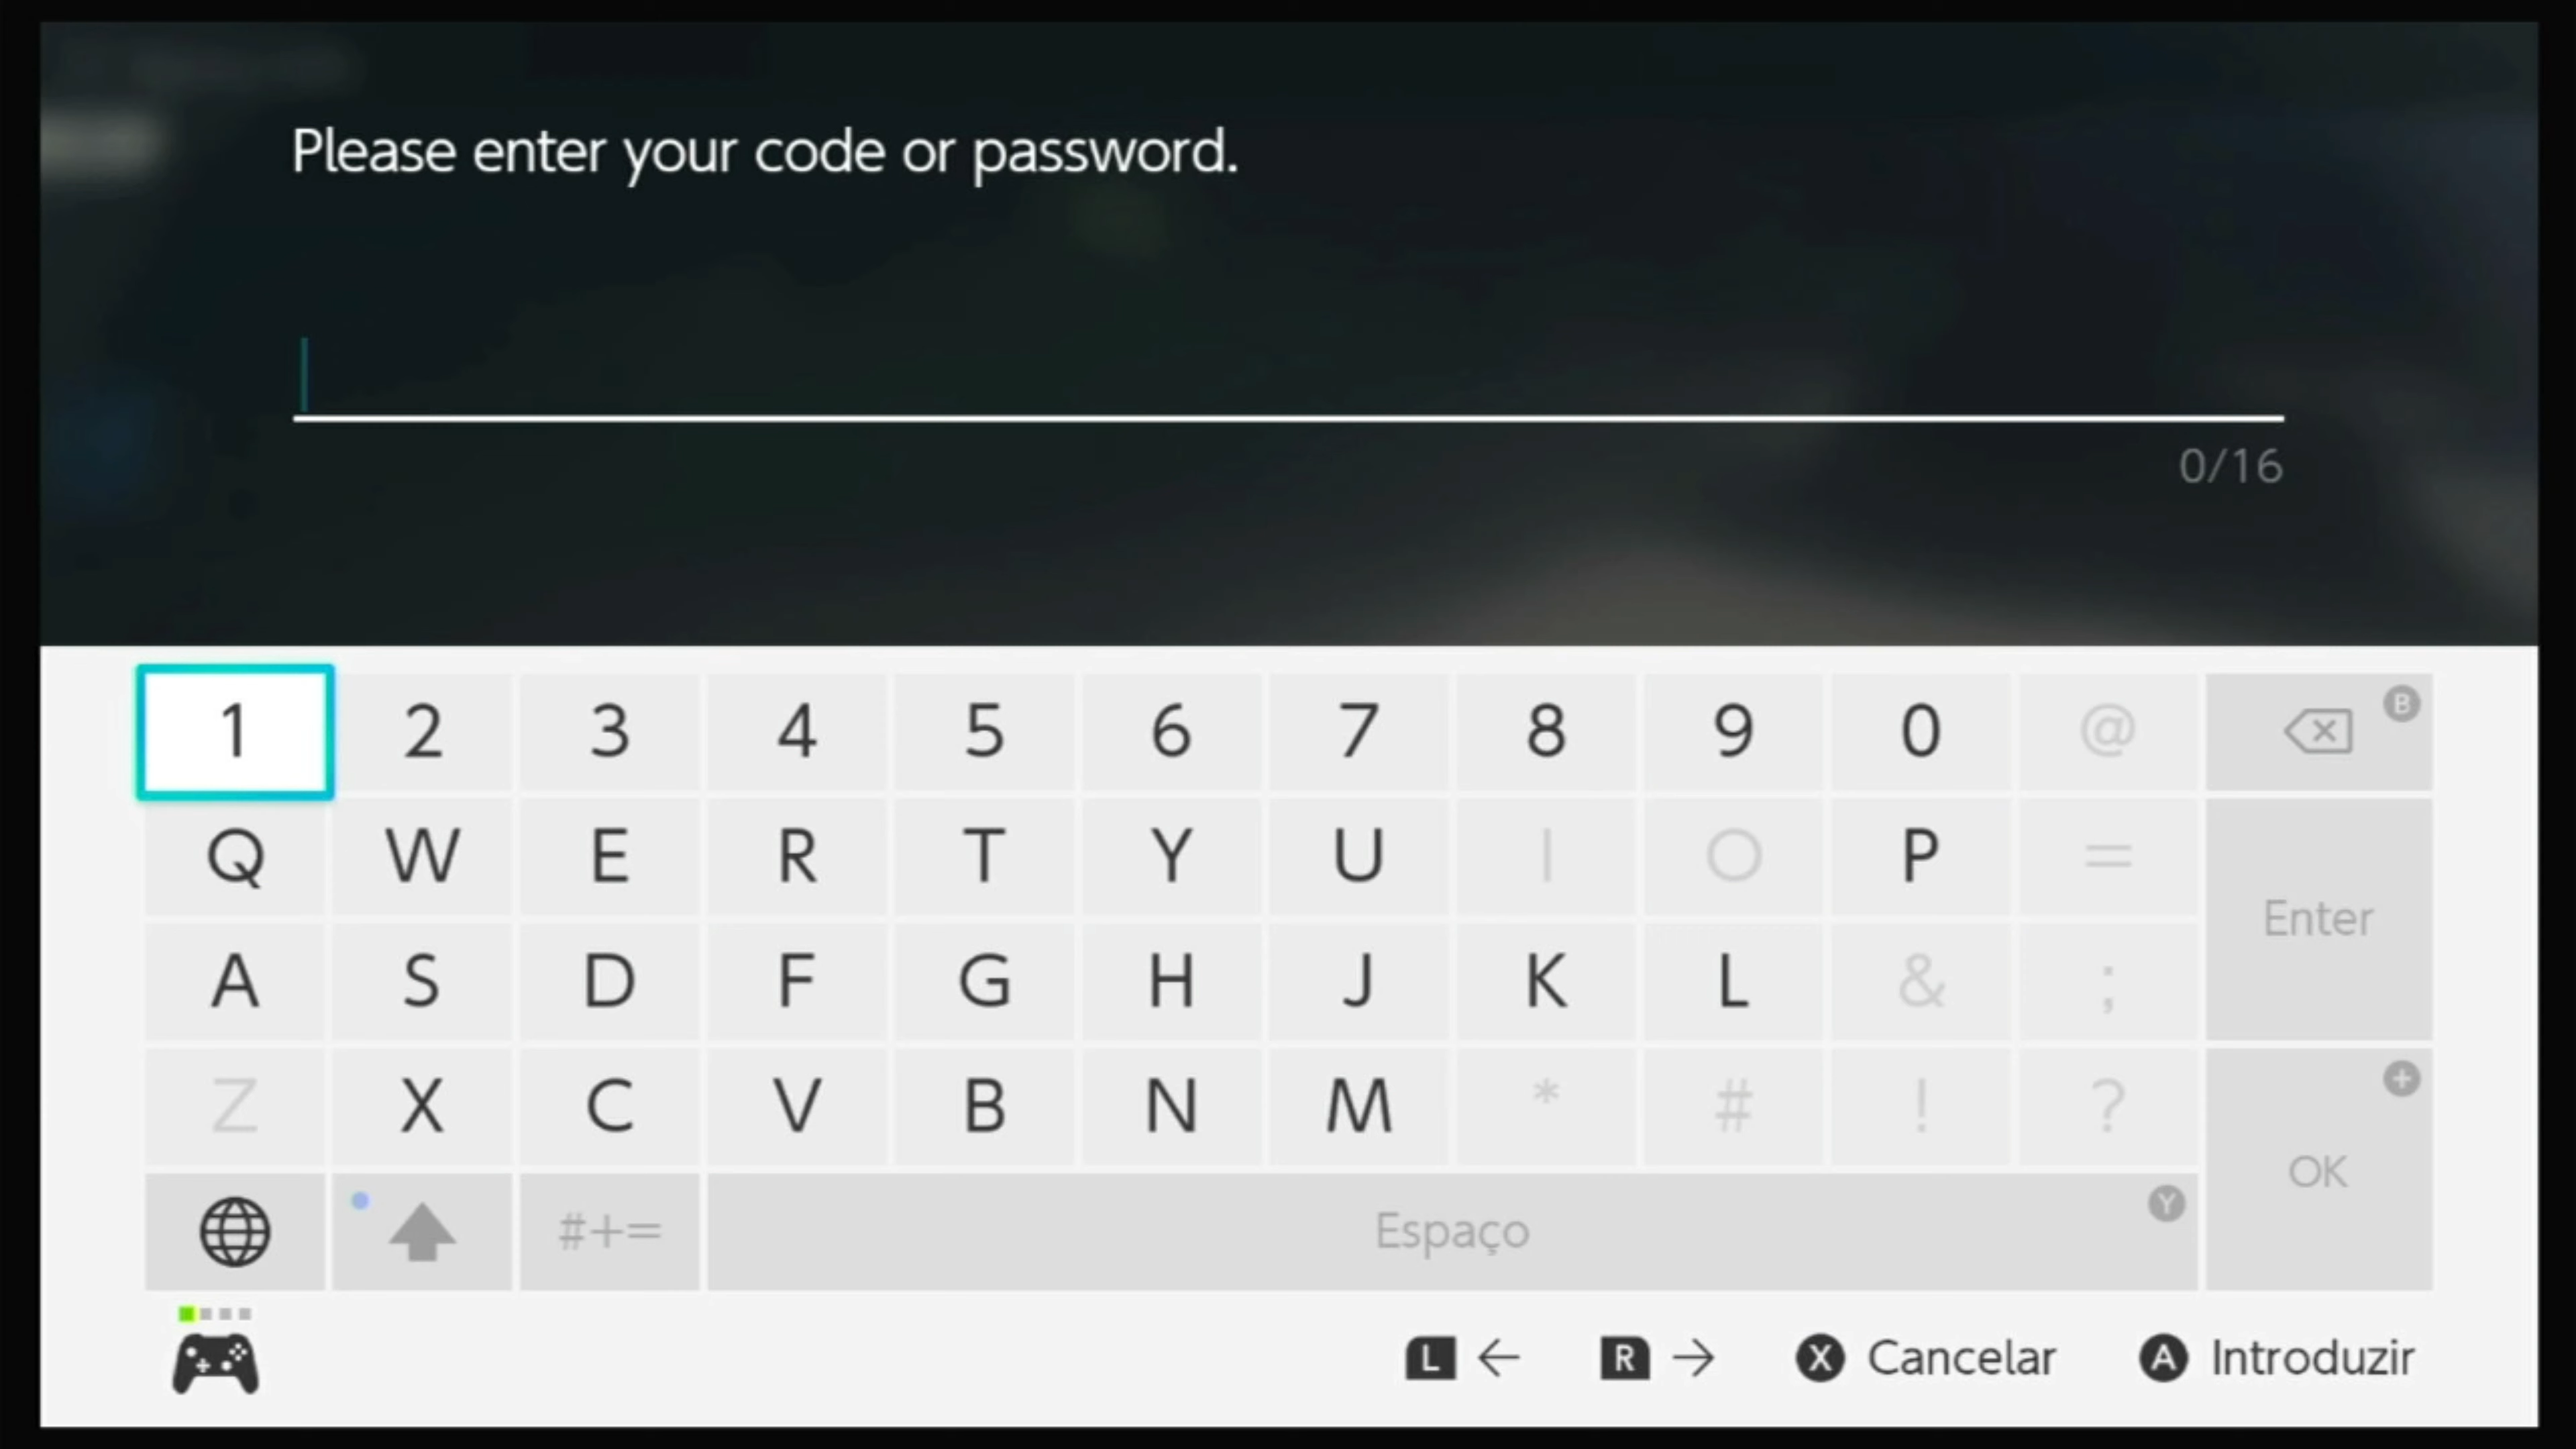 Please enter your code or password.
0/16
1 2 3 4 5 6 7 8 9 0 @ B
Q W E R T Y U I O P = Enter
A S D F G H J K L & ;
Z X C V B N M * # ! ? +
OK
#+= Espaço Y
L ← R → X Cancelar A Introduzir